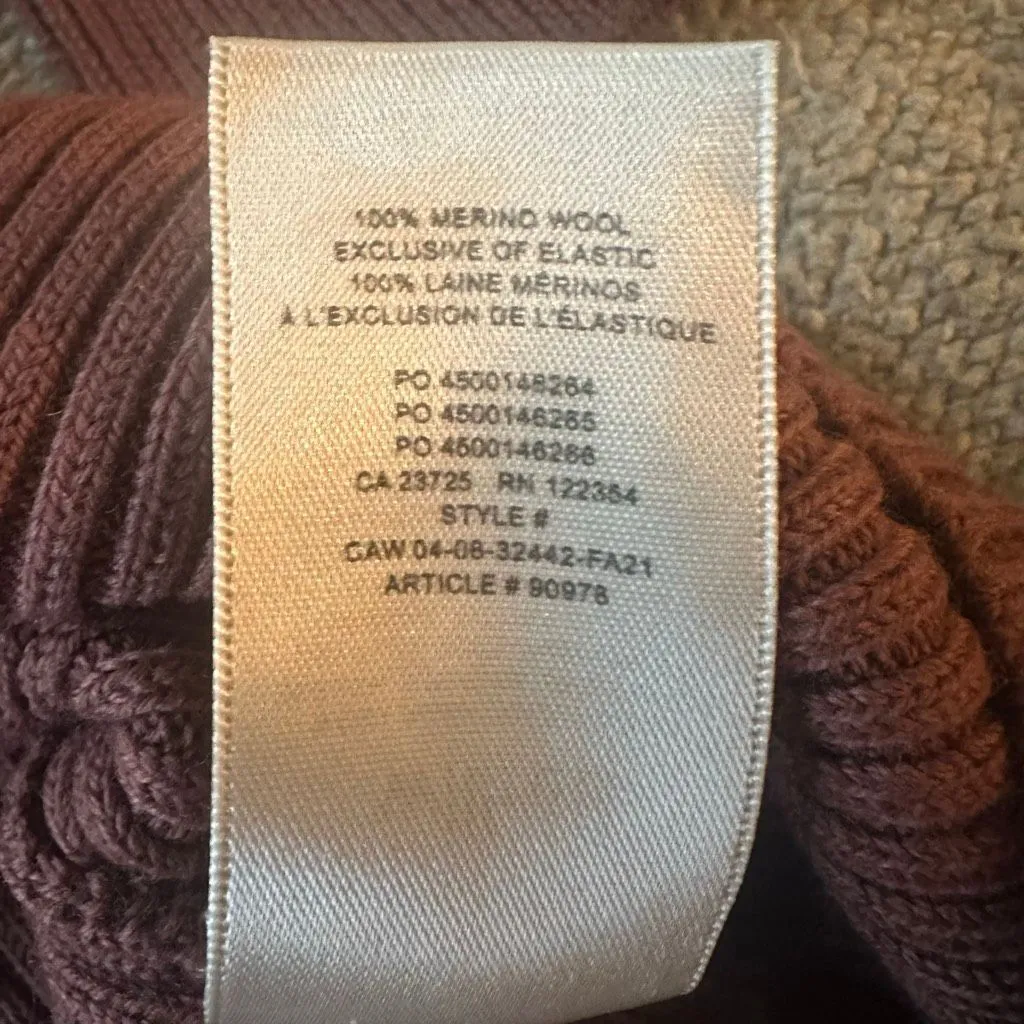 100% MERINO WOOL
EXCLUSIVE OF ELASTIC
100% LAINE MÉRINOS
À L'EXCLUSION DE L'ÉLASTIQUE
PO 4500146264
PO 4500146265
PO 4500146266
CA 23725 RN 122364
STYLE #
CAW 04-08-32442-FA21
ARTICLE # 90978